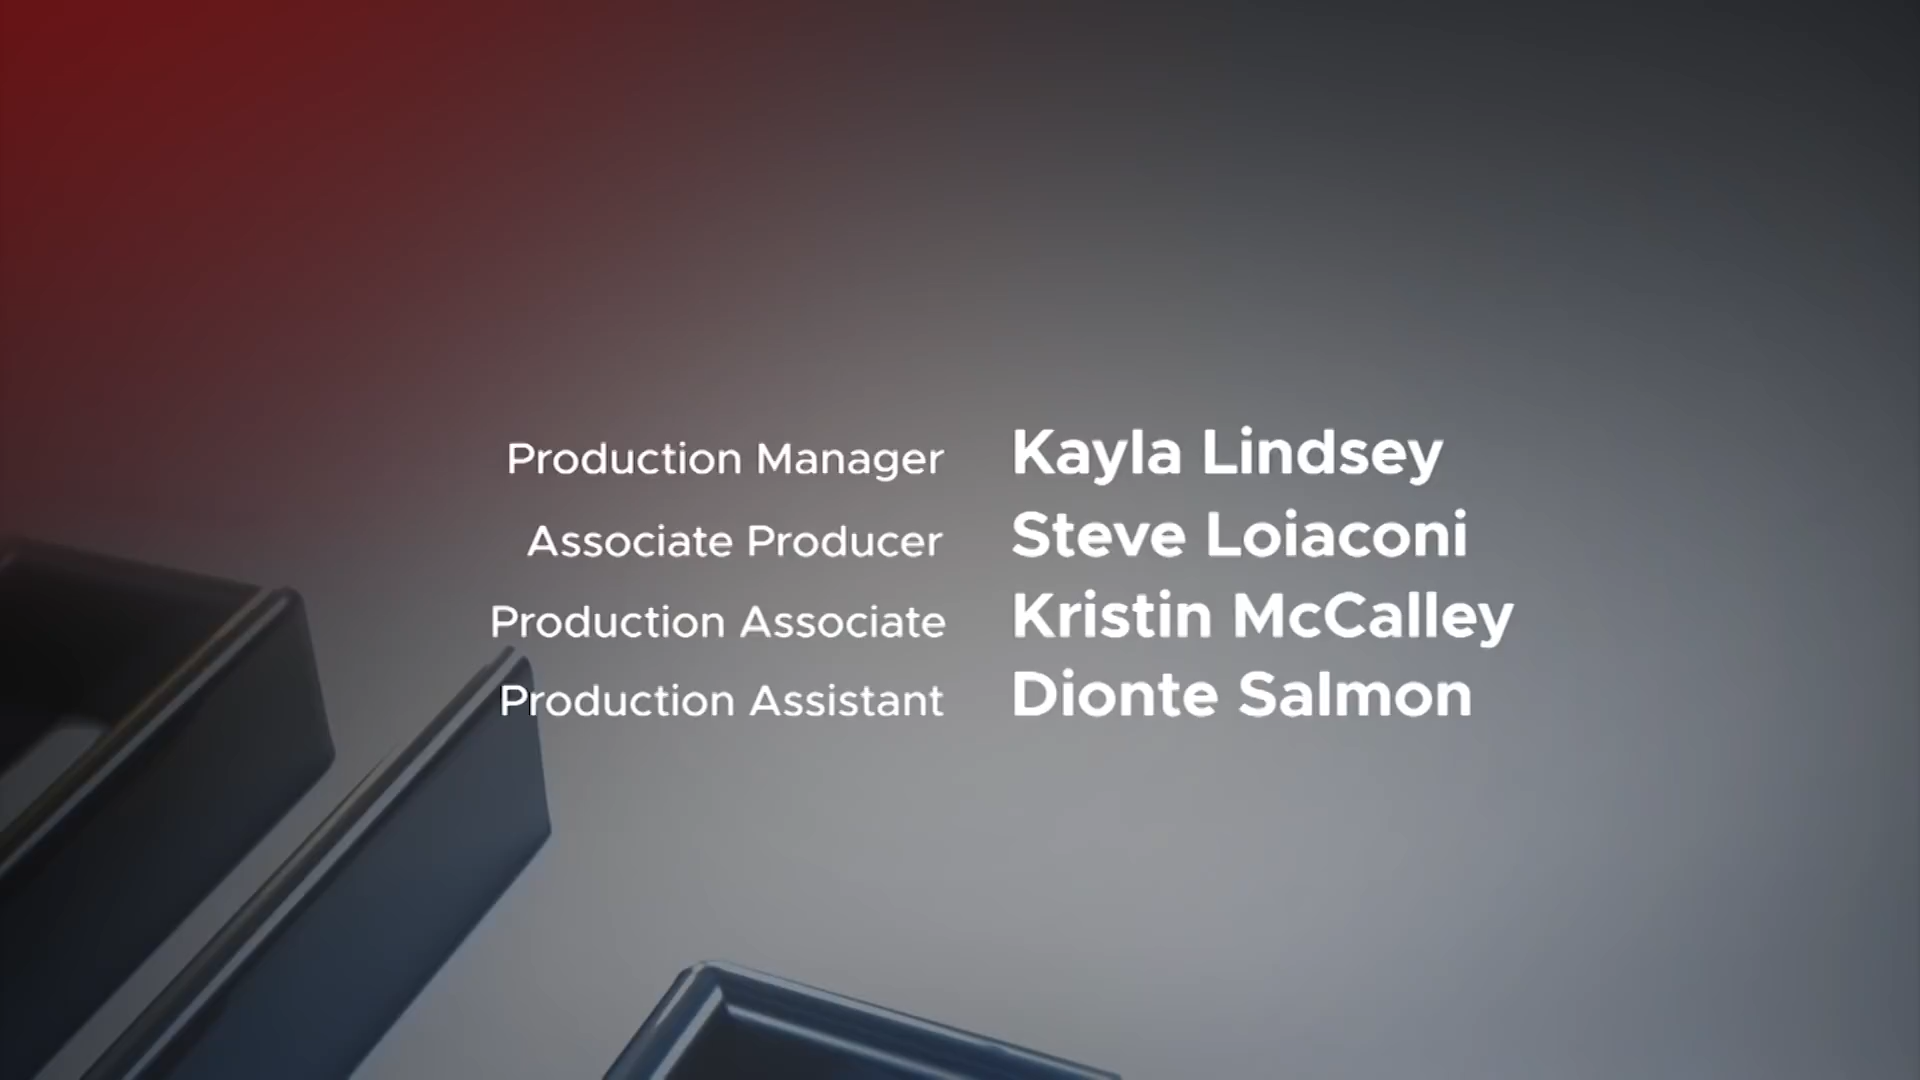 Production Manager Kayla Lindsey
Associate Producer Steve Loiaconi
Production Associate Kristin McCalley
Production Assistant Dionte Salmon